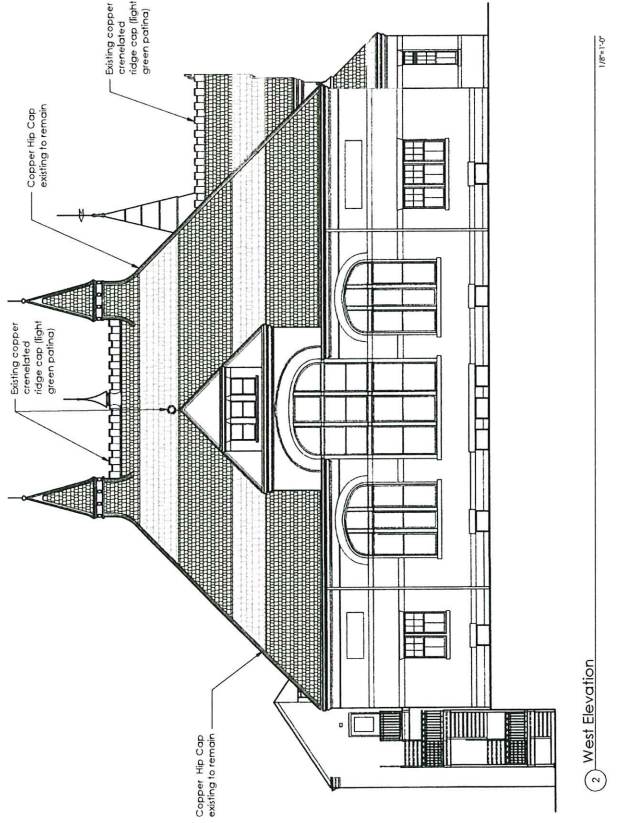 Copper Hip Cap
existing to remain
Existing copper
crenelated
ridge cap (light
green patina)
Copper Hip Cap
existing to remain
Existing copper
crenelated
ridge cap (light
green patina)
2 West Elevation
1/8"=1'-0"